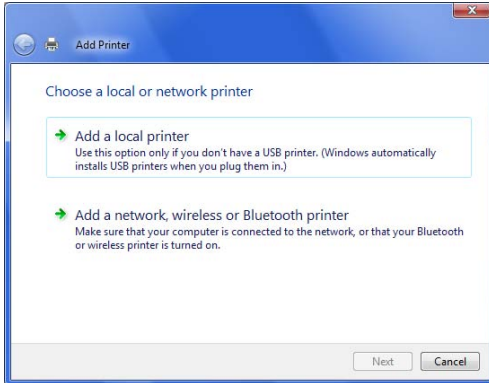 Add Printer
Choose a local or network printer
Add a local printer
Use this option only if you don't have a USB printer. (Windows automatically
installs USB printers when you plug them in.)
Add a network, wireless or Bluetooth printer
Make sure that your computer is connected to the network, or that your Bluetooth
or wireless printer is turned on.
Next Cancel